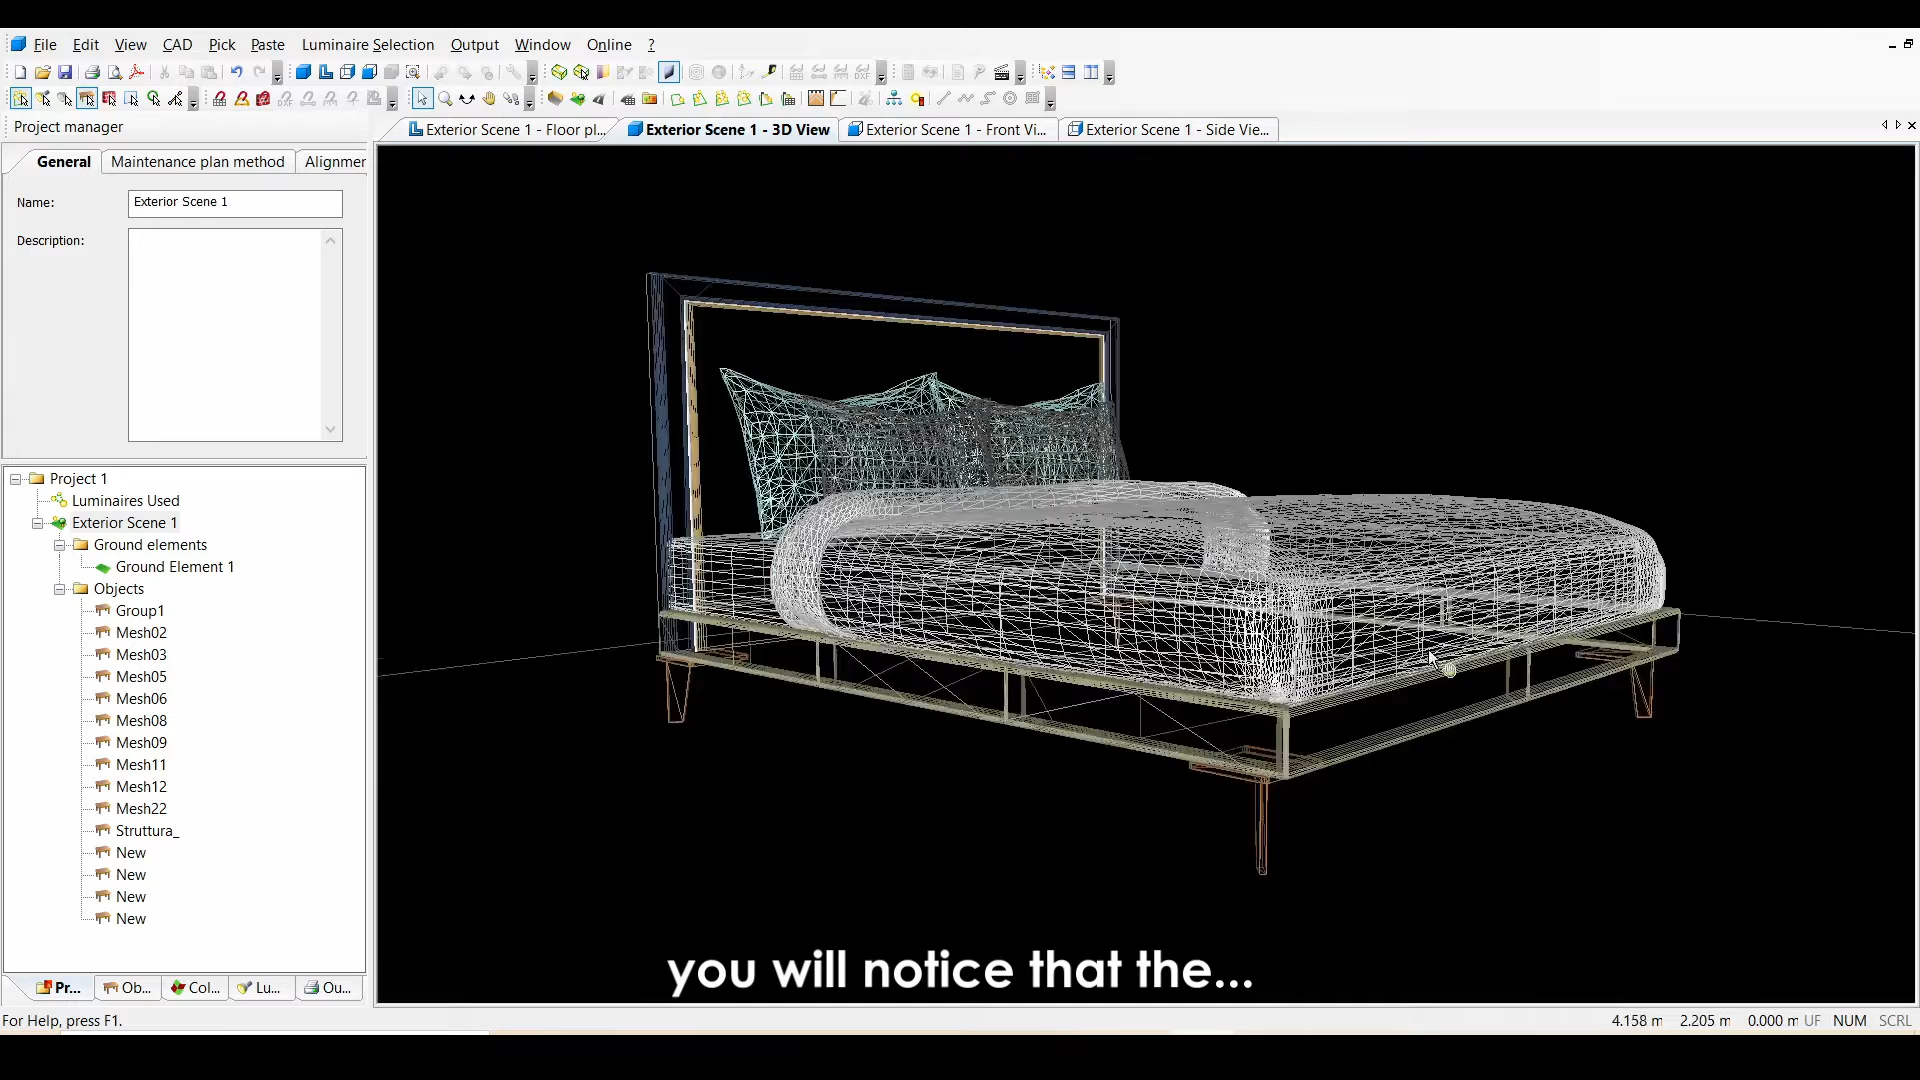 File Edit View CAD Pick Paste Luminaire Selection Output Window Online ?
Project manager
Exterior Scene 1 - Floor pl...
Exterior Scene 1 - 3D View
Exterior Scene 1 - Front Vi...
Exterior Scene 1 - Side Vie...
General Maintenance plan method Alignmer
Name: Exterior Scene 1
Description:
Project 1
Luminaires Used
Exterior Scene 1
Ground elements
Ground Element 1
Objects
Group1
Mesh02
Mesh03
Mesh05
Mesh06
Mesh08
Mesh09
Mesh11
Mesh12
Mesh22
Struttura_
New
New
New
New
you will notice that the...
Pr... Ob... Col... Lu... Ou...
For Help, press F1.
4.158 m 2.205 m 0.000 m UF NUM SCRL